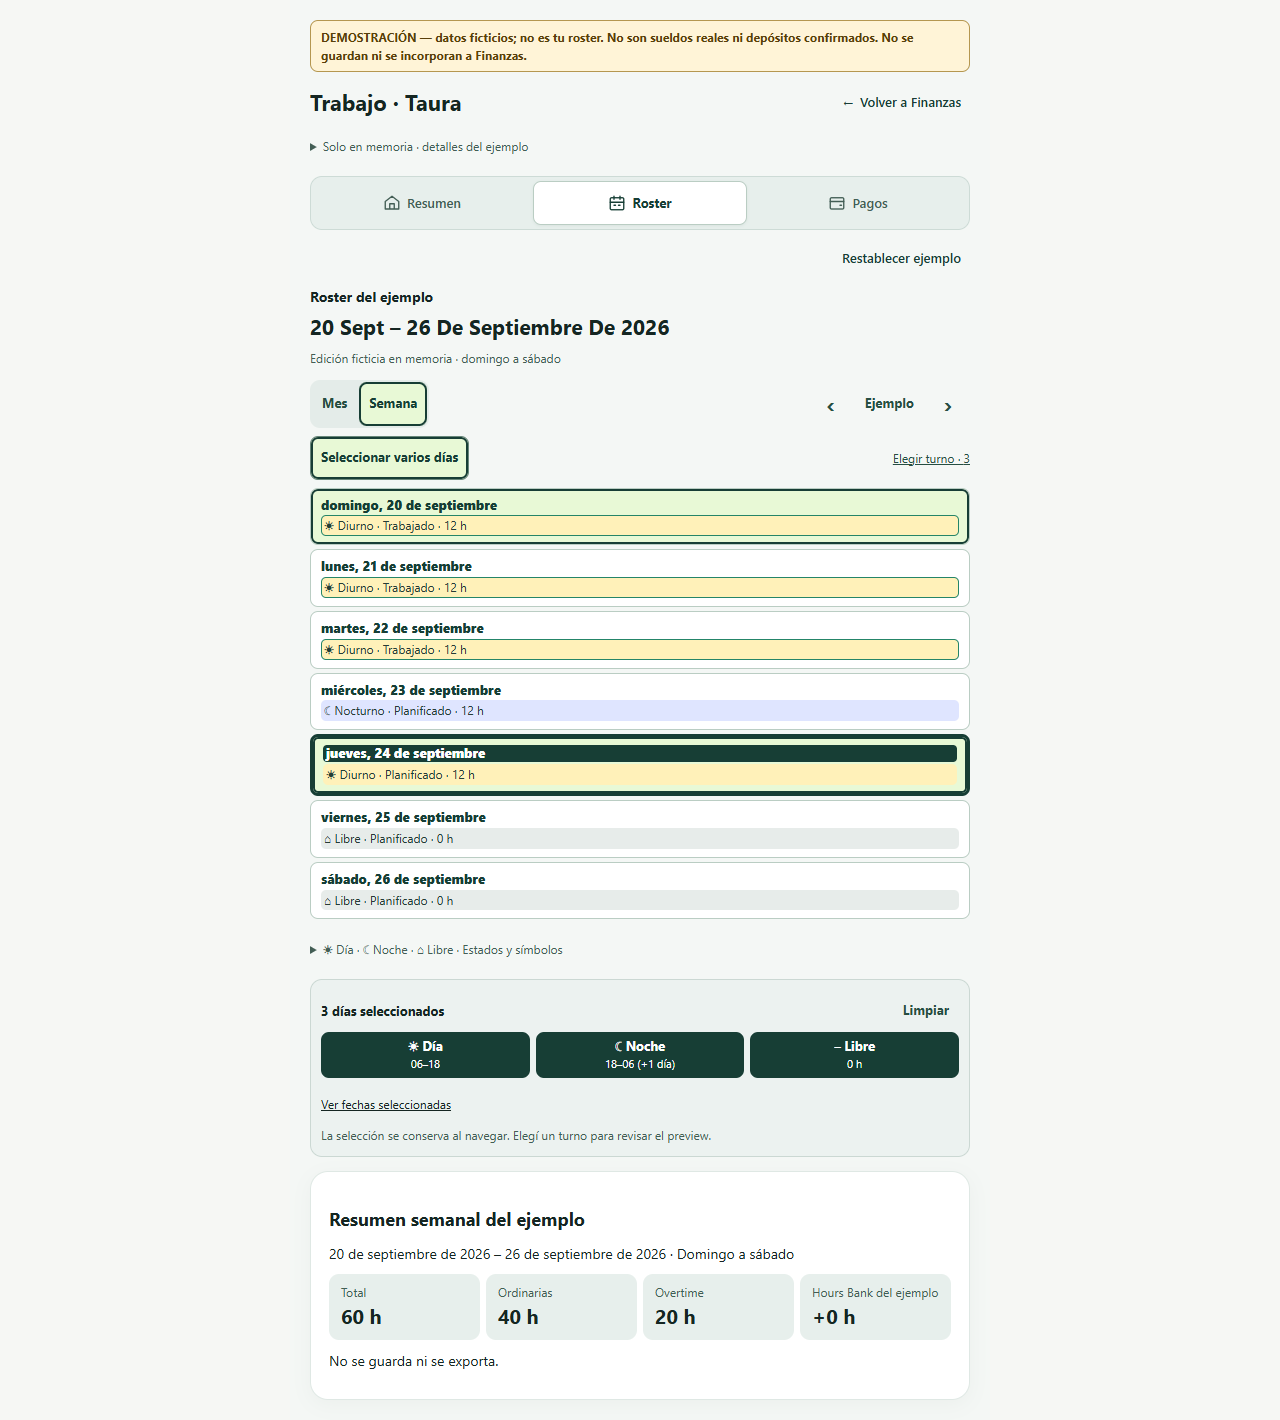 DEMOSTRACIÓN — datos ficticios; no es tu roster. No son sueldos reales ni depósitos confirmados. No se
guardan ni se incorporan a Finanzas.
Trabajo · Taura
← Volver a Finanzas
▶ Solo en memoria · detalles del ejemplo
Resumen
Roster
Pagos
Restablecer ejemplo
Roster del ejemplo
20 Sept – 26 De Septiembre De 2026
Edición ficticia en memoria · domingo a sábado
Mes
Semana
‹
Ejemplo
›
Seleccionar varios días
Elegir turno · 3
domingo, 20 de septiembre
☀ Diurno · Trabajado · 12 h
lunes, 21 de septiembre
☀ Diurno · Trabajado · 12 h
martes, 22 de septiembre
☀ Diurno · Trabajado · 12 h
miércoles, 23 de septiembre
☾ Nocturno · Planificado · 12 h
jueves, 24 de septiembre
☀ Diurno · Planificado · 12 h
viernes, 25 de septiembre
⌂ Libre · Planificado · 0 h
sábado, 26 de septiembre
⌂ Libre · Planificado · 0 h
▶ ☀ Día · ☾ Noche · ⌂ Libre · Estados y símbolos
3 días seleccionados
Limpiar
☀ Día
06–18
☾ Noche
18–06 (+1 día)
– Libre
0 h
Ver fechas seleccionadas
La selección se conserva al navegar. Elegí un turno para revisar el preview.
Resumen semanal del ejemplo
20 de septiembre de 2026 – 26 de septiembre de 2026 · Domingo a sábado
Total
60 h
Ordinarias
40 h
Overtime
20 h
Hours Bank del ejemplo
+0 h
No se guarda ni se exporta.